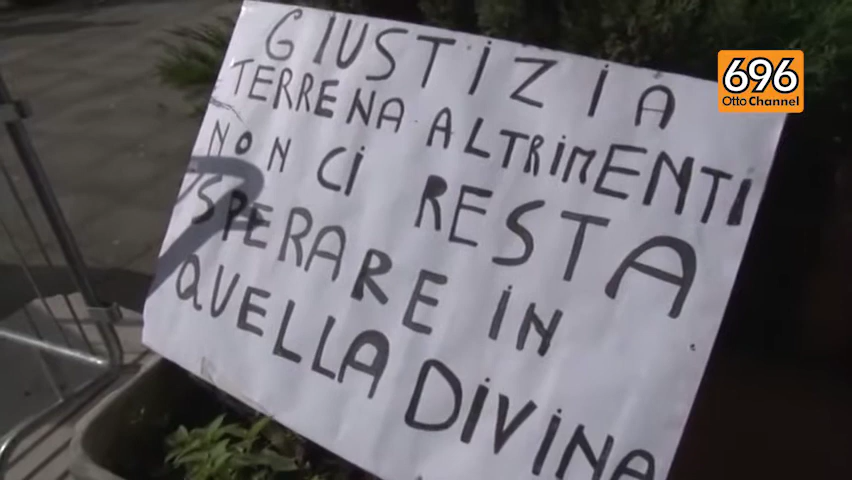 GIUSTIZIA
TERRENA ALTRIMENTI
NON CI RESTA
SPERARE IN
QUELLA DIVINA
696
Otto Channel